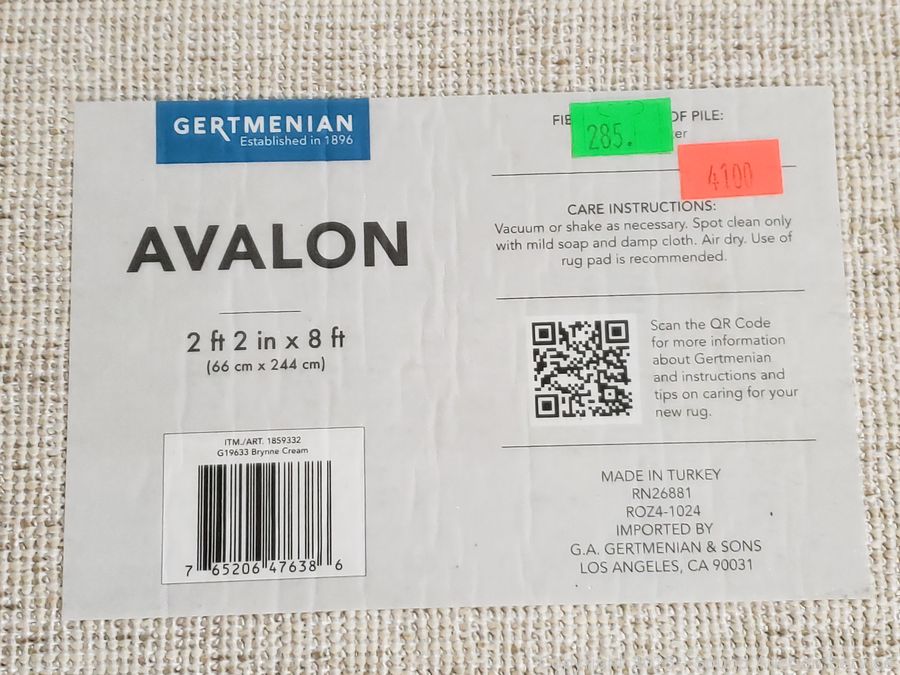 GERTMENIAN
Established in 1896
AVALON
2 ft 2 in x 8 ft
(66 cm x 244 cm)
ITM./ART. 1859332
G19633 Brynne Cream
7 65206 47638 6
OF PILE:
285.
4100
CARE INSTRUCTIONS:
Vacuum or shake as necessary. Spot clean only
with mild soap and damp cloth. Air dry. Use of
rug pad is recommended.
Scan the QR Code
for more information
about Gertmenian
and instructions and
tips on caring for your
new rug.
MADE IN TURKEY
RN26881
ROZ4-1024
IMPORTED BY
G.A. GERTMENIAN & SONS
LOS ANGELES, CA 90031